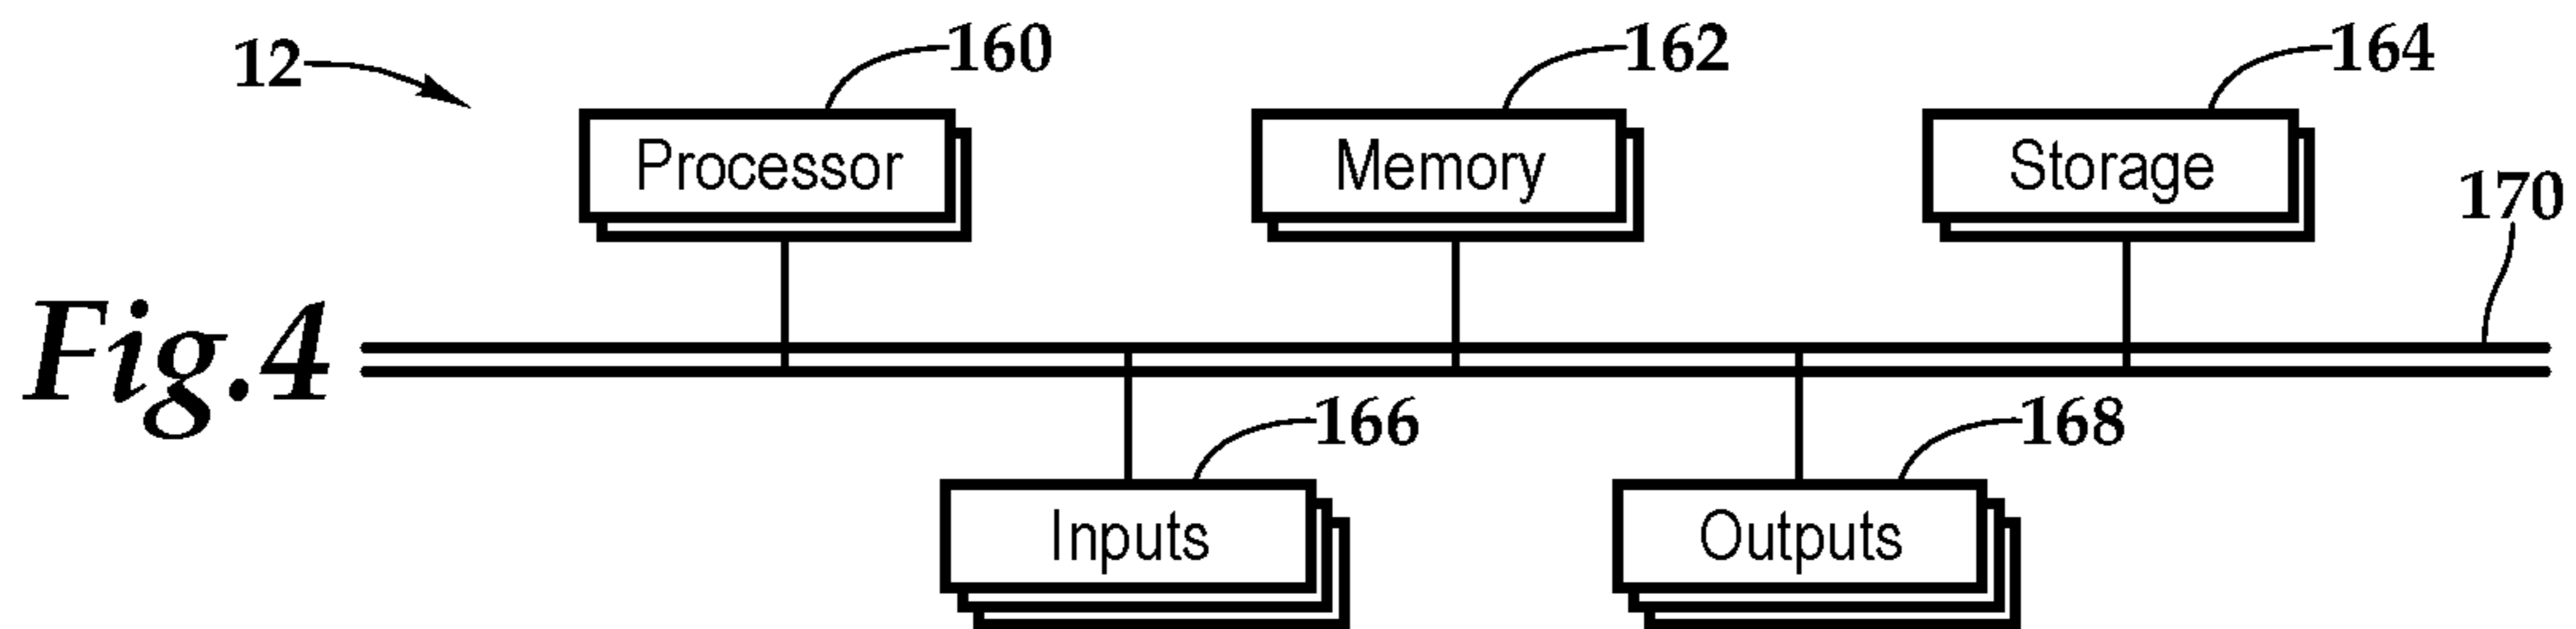 12
160
162
164
Processor
Memory
Storage
170
Fig.4
166
168
Inputs
Outputs